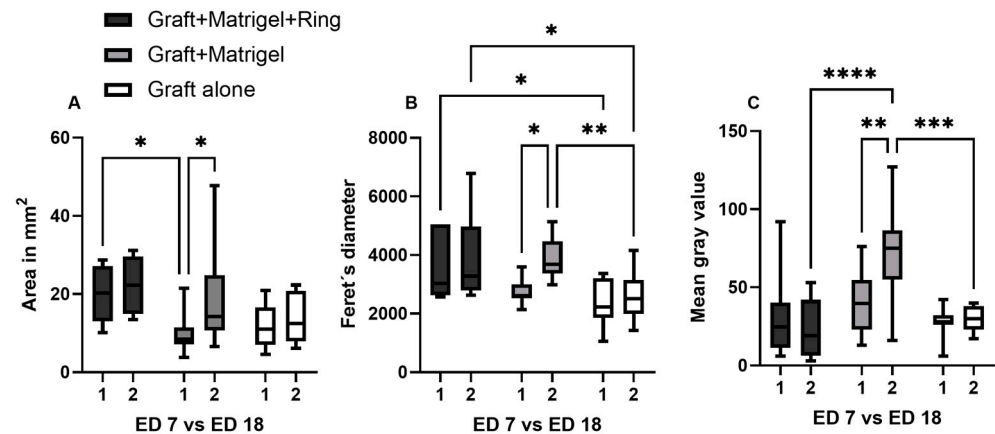 Graft+Matrigel+Ring
Graft+Matrigel
Graft alone
A
Area in mm²
60
40
20
0
*
*
1 2 1 2 1 2
ED 7 vs ED 18
B
Feret´s diameter
8000
6000
4000
2000
0
*
*
*
**
1 2 1 2 1 2
ED 7 vs ED 18
C
Mean gray value
150
100
50
0
****
**
***
1 2 1 2 1 2
ED 7 vs ED 18